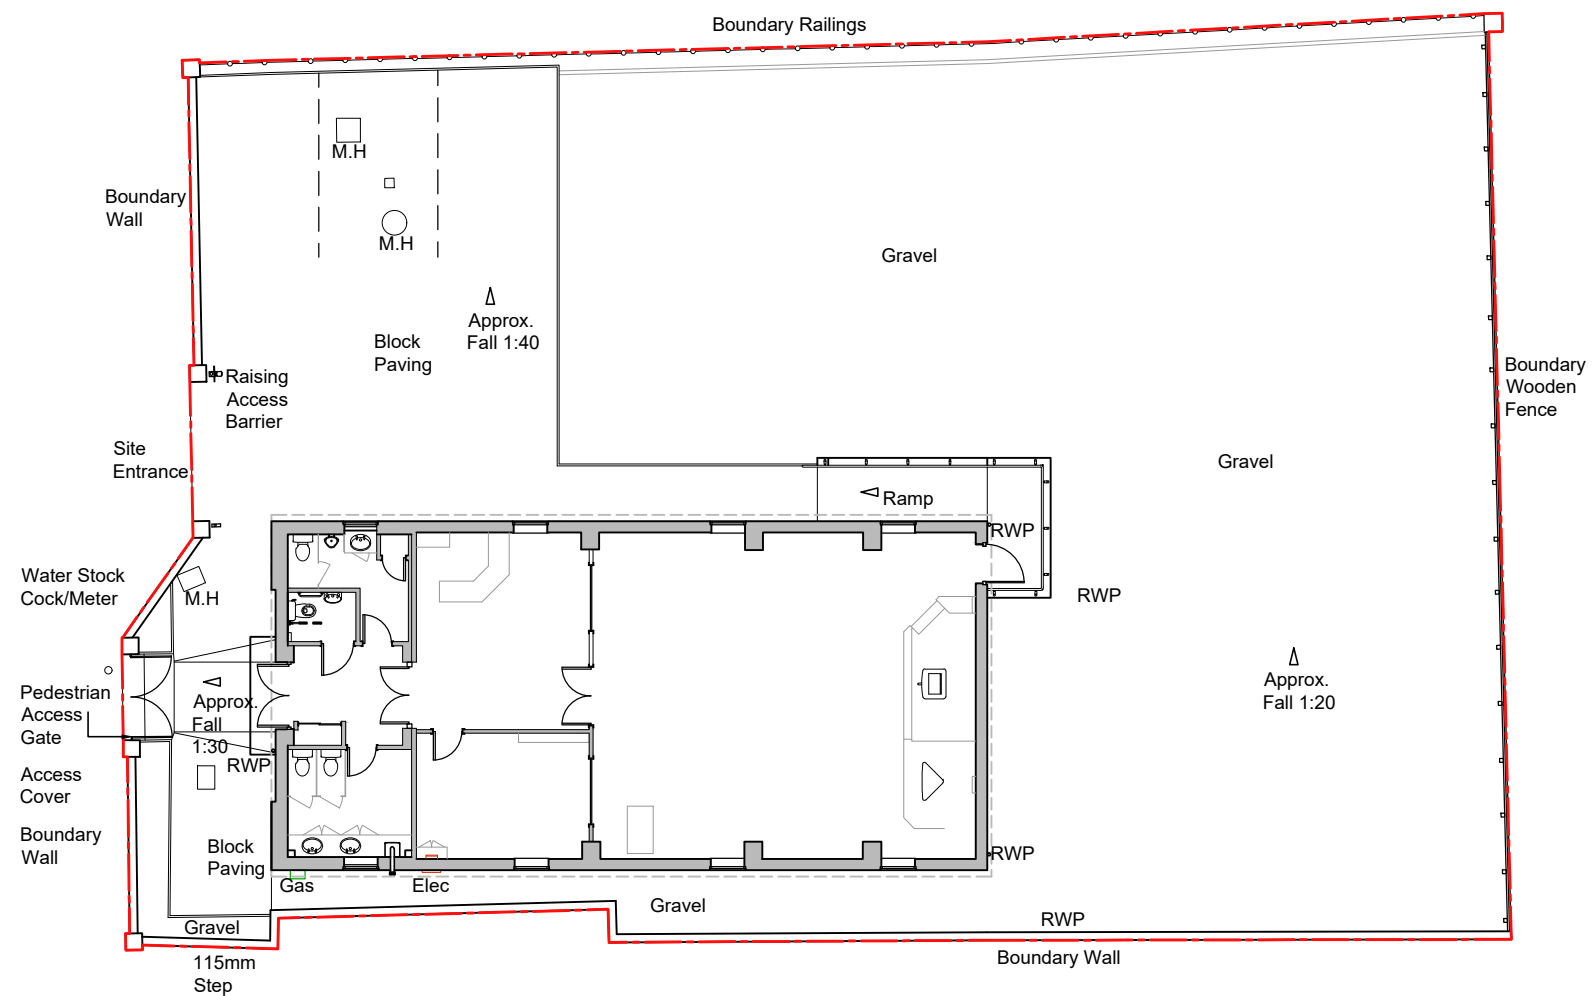 Boundary Railings
M.H
Boundary
Wall
M.H
Gravel
Approx.
Fall 1:40
Block
Paving
Raising
Access
Barrier
Boundary
Wooden
Fence
Site
Entrance
Gravel
Ramp
RWP
Water Stock
Cock/Meter
M.H
RWP
Pedestrian
Access
Gate
Approx.
Fall
1:30
Approx.
Fall 1:20
RWP
Access
Cover
Boundary
Wall
Block
Paving
RWP
Gas
Elec
Gravel
Gravel
RWP
115mm
Step
Boundary Wall